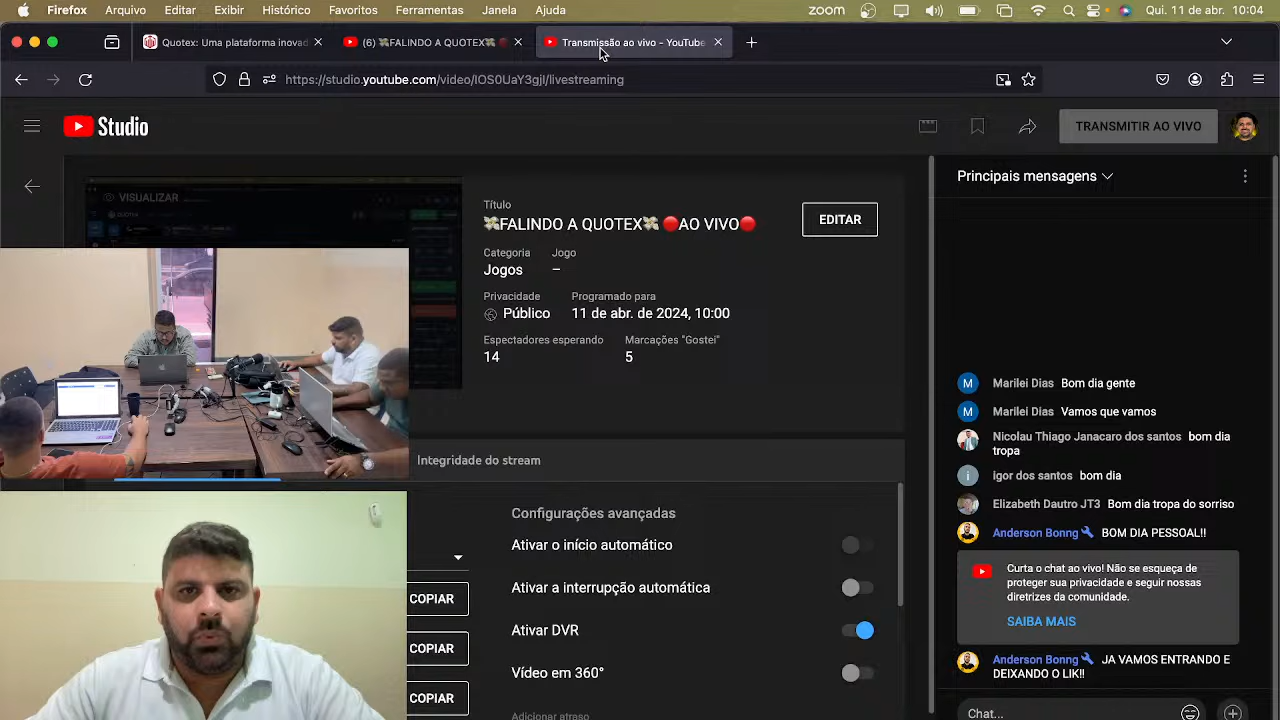 Firefox Arquivo Editar Exibir Histórico Favoritos Ferramentas Janela Ajuda zoom Qui. 11 de abr. de 10:04
Quotex: Uma plataforma inovad
(6) 💸FALINDO A QUOTEX💸
Transmissão ao vivo - YouTube
https://studio.youtube.com/video/IOS0UaY3gjI/livestreaming
Studio
TRANSMITIR AO VIVO
VISUALIZAR
Título
💸FALINDO A QUOTEX💸 🔴AO VIVO🔴
EDITAR
Categoria Jogo
Jogos –
Privacidade Programado para
Público 11 de abr. de 2024, 10:00
Espectadores esperando Marcações "Gostei"
14 5
Integridade do stream
Configurações avançadas
Ativar o início automático
Ativar a interrupção automática
Ativar DVR
Vídeo em 360°
Adicionar atraso
COPIAR
COPIAR
COPIAR
Principais mensagens
M Marilei Dias Bom dia gente
M Marilei Dias Vamos que vamos
Nicolau Thiago Janacaro dos santos bom dia
tropa
i igor dos santos bom dia
Elizabeth Dautro JT3 Bom dia tropa do sorriso
Anderson Bonng BOM DIA PESSOAL!!
Curta o chat ao vivo! Não se esqueça de
proteger sua privacidade e seguir nossas
diretrizes da comunidade.
SAIBA MAIS
Anderson Bonng JA VAMOS ENTRANDO E
DEIXANDO O LIK!!
Chat...